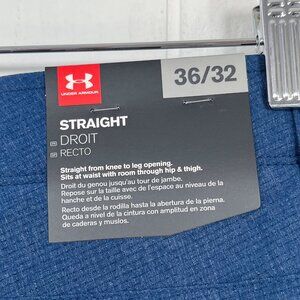 UNDER ARMOUR
36/32
STRAIGHT
DROIT
RECTO
Straight from knee to leg opening.
Sits at waist with room through hip & thigh.
Droit du genou jusqu'au tour de jambe.
Repose sur la taille avec de l'espace au niveau de la
hanche et de la cuisse.
Recto desde la rodilla hasta la abertura de la pierna.
Queda a nivel de la cintura con amplitud en zona
de caderas y muslos.